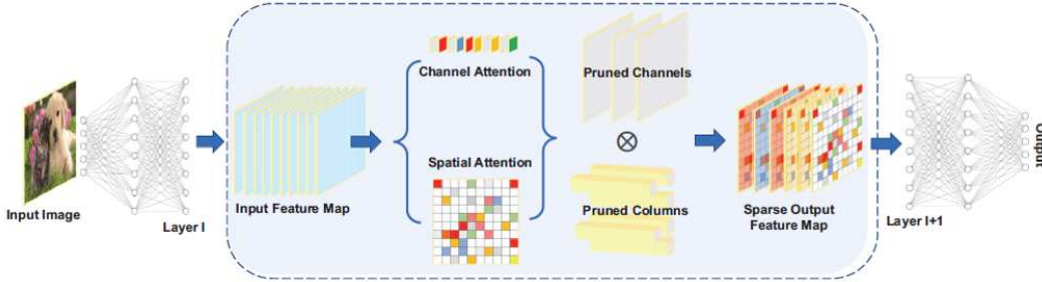 Input Image
Layer l
Input Feature Map
Channel Attention
Spatial Attention
Pruned Channels
Pruned Columns
Sparse Output
Feature Map
Layer l+1
Output